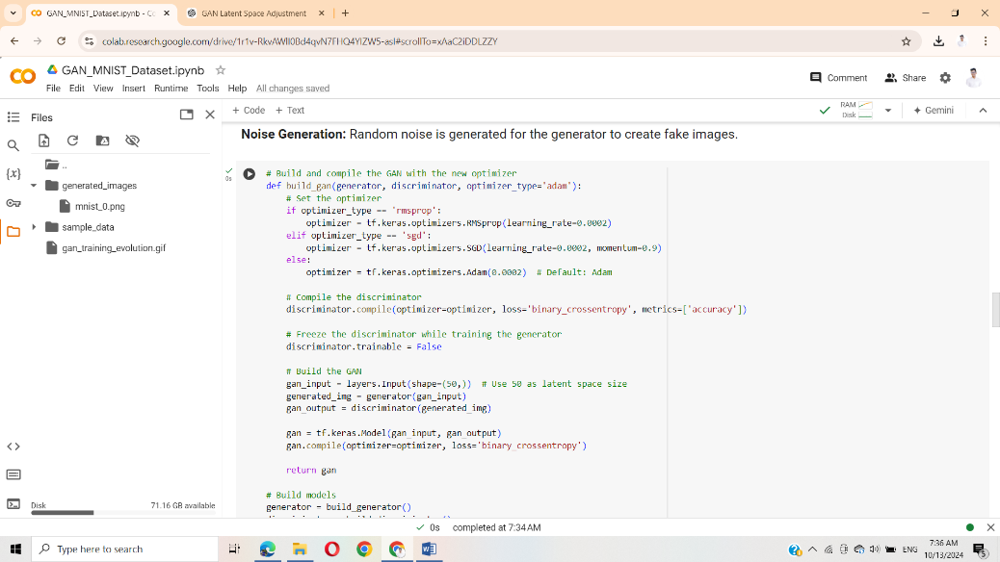 GAN_MNIST_Dataset.ipynb - Co
GAN Latent Space Adjustment
colab.research.google.com/drive/1r1v-RkvAWlI0Bd4qvN7FHQ4YIZW5-asl#scrollTo=xAaC2iDDLZZY
GAN_MNIST_Dataset.ipynb
File Edit View Insert Runtime Tools Help All changes saved
Comment
Share
Files
+ Code + Text
RAM
Disk
Gemini
..
generated_images
mnist_0.png
sample_data
gan_training_evolution.gif
Disk
71.16 GB available
Noise Generation: Random noise is generated for the generator to create fake images.
0s
# Build and compile the GAN with the new optimizer
def build_gan(generator, discriminator, optimizer_type='adam'):
# Set the optimizer
if optimizer_type == 'rmsprop':
optimizer = tf.keras.optimizers.RMSprop(learning_rate=0.0002)
elif optimizer_type == 'sgd':
optimizer = tf.keras.optimizers.SGD(learning_rate=0.0002, momentum=0.9)
else:
optimizer = tf.keras.optimizers.Adam(0.0002) # Default: Adam
# Compile the discriminator
discriminator.compile(optimizer=optimizer, loss='binary_crossentropy', metrics=['accuracy'])
# Freeze the discriminator while training the generator
discriminator.trainable = False
# Build the GAN
gan_input = layers.Input(shape=(50,)) # Use 50 as latent space size
generated_img = generator(gan_input)
gan_output = discriminator(generated_img)
gan = tf.keras.Model(gan_input, gan_output)
gan.compile(optimizer=optimizer, loss='binary_crossentropy')
return gan
# Build models
generator = build_generator()
0s completed at 7:34 AM
Type here to search
ENG
7:36 AM
10/13/2024
5